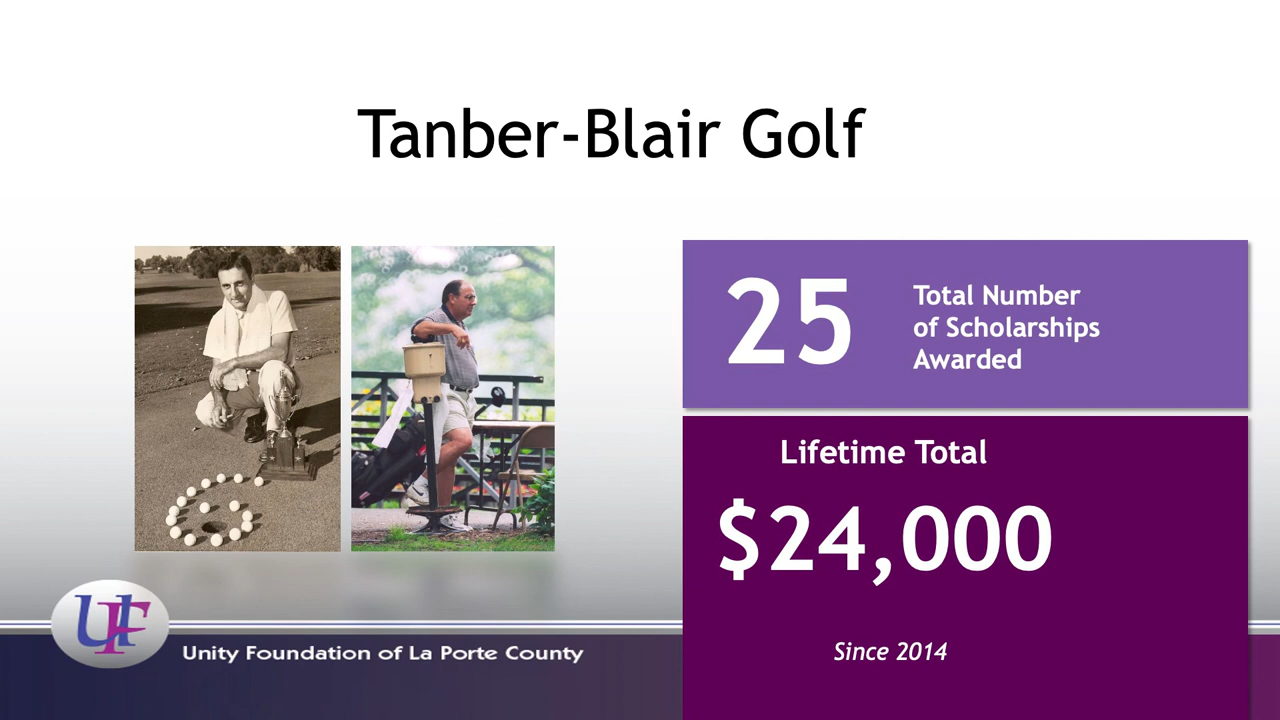 Tanber-Blair Golf
25
Total Number
of Scholarships
Awarded
Lifetime Total
$24,000
Since 2014
UF
Unity Foundation of La Porte County